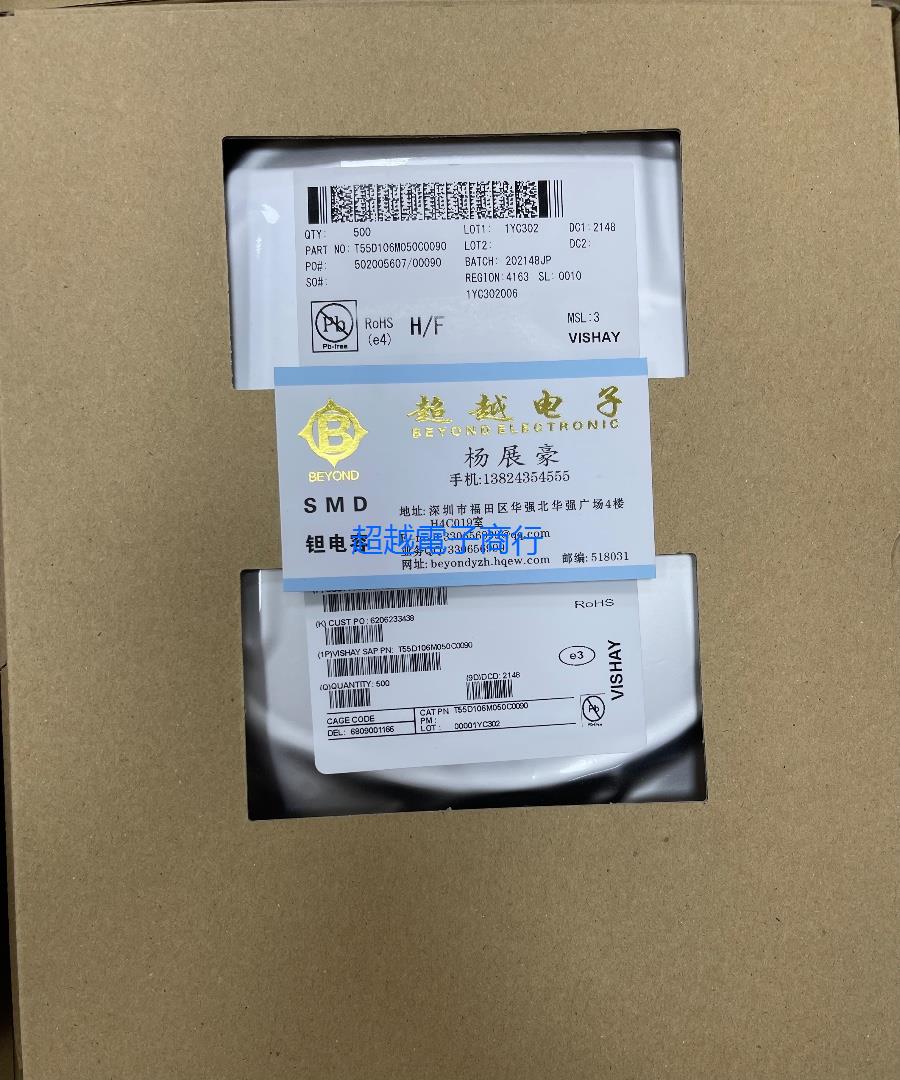 QTY: 500
PART NO: T55D106M050C0090
PO#: 502005607/00090
SO#:
LOT1: 1YC302
LOT2:
BATCH: 202148JP
REGION: 4163 SL: 0010
1YC302006
DC1: 2148
DC2:
Pb
Pb-free
RoHS
(e4)
H/F
MSL: 3
VISHAY
超越电子
BEYOND ELECTRONIC
B
BEYOND
杨展豪
手机:13824354555
SMD
钽电容
地址:深圳市福田区华强北华强广场4楼
H4C019室
超越電子商行
网址:beyondyzh.hqew.com 邮编:518031
RoHS
(K) CUST PO: 6206233439
(1P)VISHAY SAP PN: T55D106M050C0090
(Q)QUANTITY: 500
(9D)DCD: 2148
e3
VISHAY
CAGE CODE
DEL: 6909001166
CAT PN T55D106M050C0090
PM :
LOT : 00001YC302
Pb
Pb-free